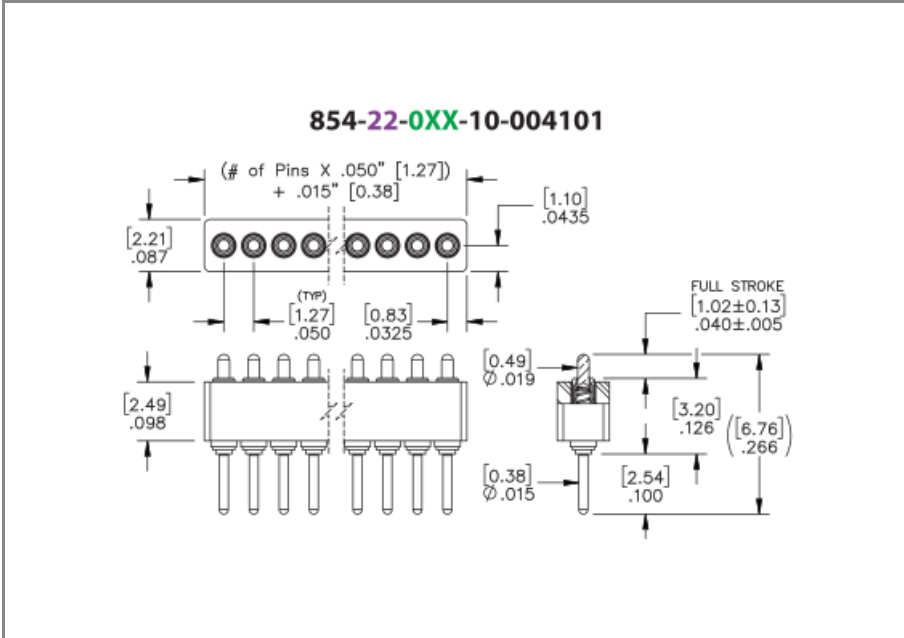 854-22-0XX-10-004101
(# of Pins X .050" [1.27])
+ .015" [0.38]
[1.10]
.0435
[2.21]
.087
(TYP)
[1.27]
.050
[0.83]
.0325
FULL STROKE
[1.02±0.13]
.040±.005
[0.49]
Ø.019
[2.49]
.098
[3.20]
.126
([6.76]
.266)
[0.38]
Ø.015
[2.54]
.100